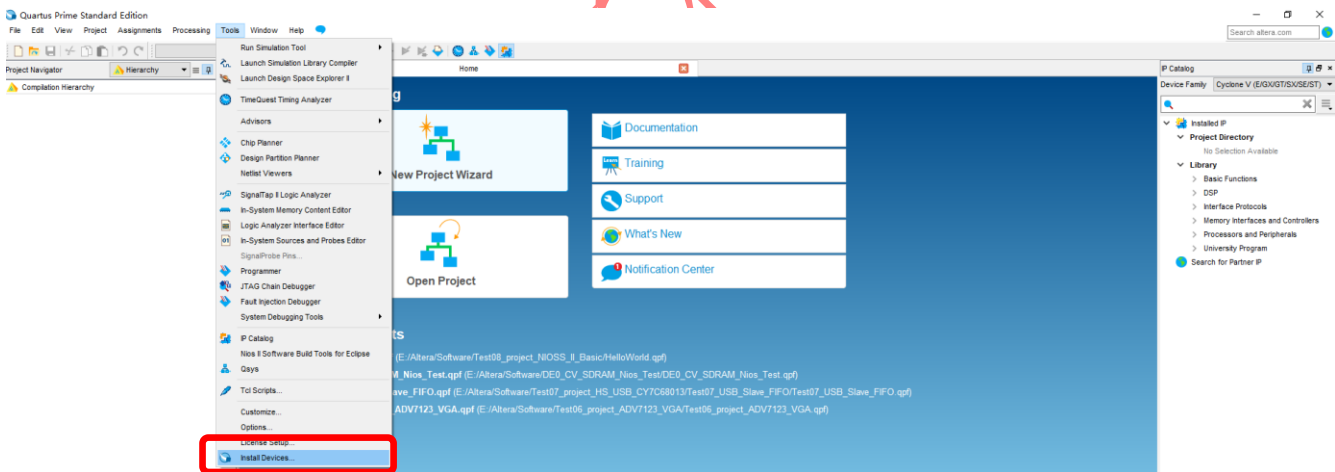 Quartus Prime Standard Edition
File Edit View Project Assignments Processing Tools Window Help
Search altera.com
Project Navigator
Hierarchy
Compilation Hierarchy
Run Simulation Tool
Launch Simulation Library Compiler
Launch Design Space Explorer II
TimeQuest Timing Analyzer
Advisors
Chip Planner
Design Partition Planner
Netlist Viewers
SignalTap II Logic Analyzer
In-System Memory Content Editor
Logic Analyzer Interface Editor
In-System Sources and Probes Editor
SignalProbe Pins...
Programmer
JTAG Chain Debugger
Fault Injection Debugger
System Debugging Tools
IP Catalog
Nios II Software Build Tools for Eclipse
Qsys
Tcl Scripts...
Customize...
Options...
License Setup...
Install Devices...
Home
g
New Project Wizard
Open Project
Documentation
Training
Support
What's New
Notification Center
ts
(E:/Altera/Software/Test08_project_NIOSS_II_Basic/HelloWorld.qpf)
M_Nios_Test.qpf (E:/Altera/Software/DE0_CV_SDRAM_Nios_Test/DE0_CV_SDRAM_Nios_Test.qpf)
ave_FIFO.qpf (E:/Altera/Software/Test07_project_HS_USB_CY7C68013/Test07_USB_Slave_FIFO/Test07_USB_Slave_FIFO.qpf)
ADV7123_VGA.qpf (E:/Altera/Software/Test06_project_ADV7123_VGA/Test06_project_ADV7123_VGA.qpf)
IP Catalog
Device Family Cyclone V (E/GX/GT/SX/SE/ST)
Installed IP
Project Directory
No Selection Available
Library
Basic Functions
DSP
Interface Protocols
Memory Interfaces and Controllers
Processors and Peripherals
University Program
Search for Partner IP